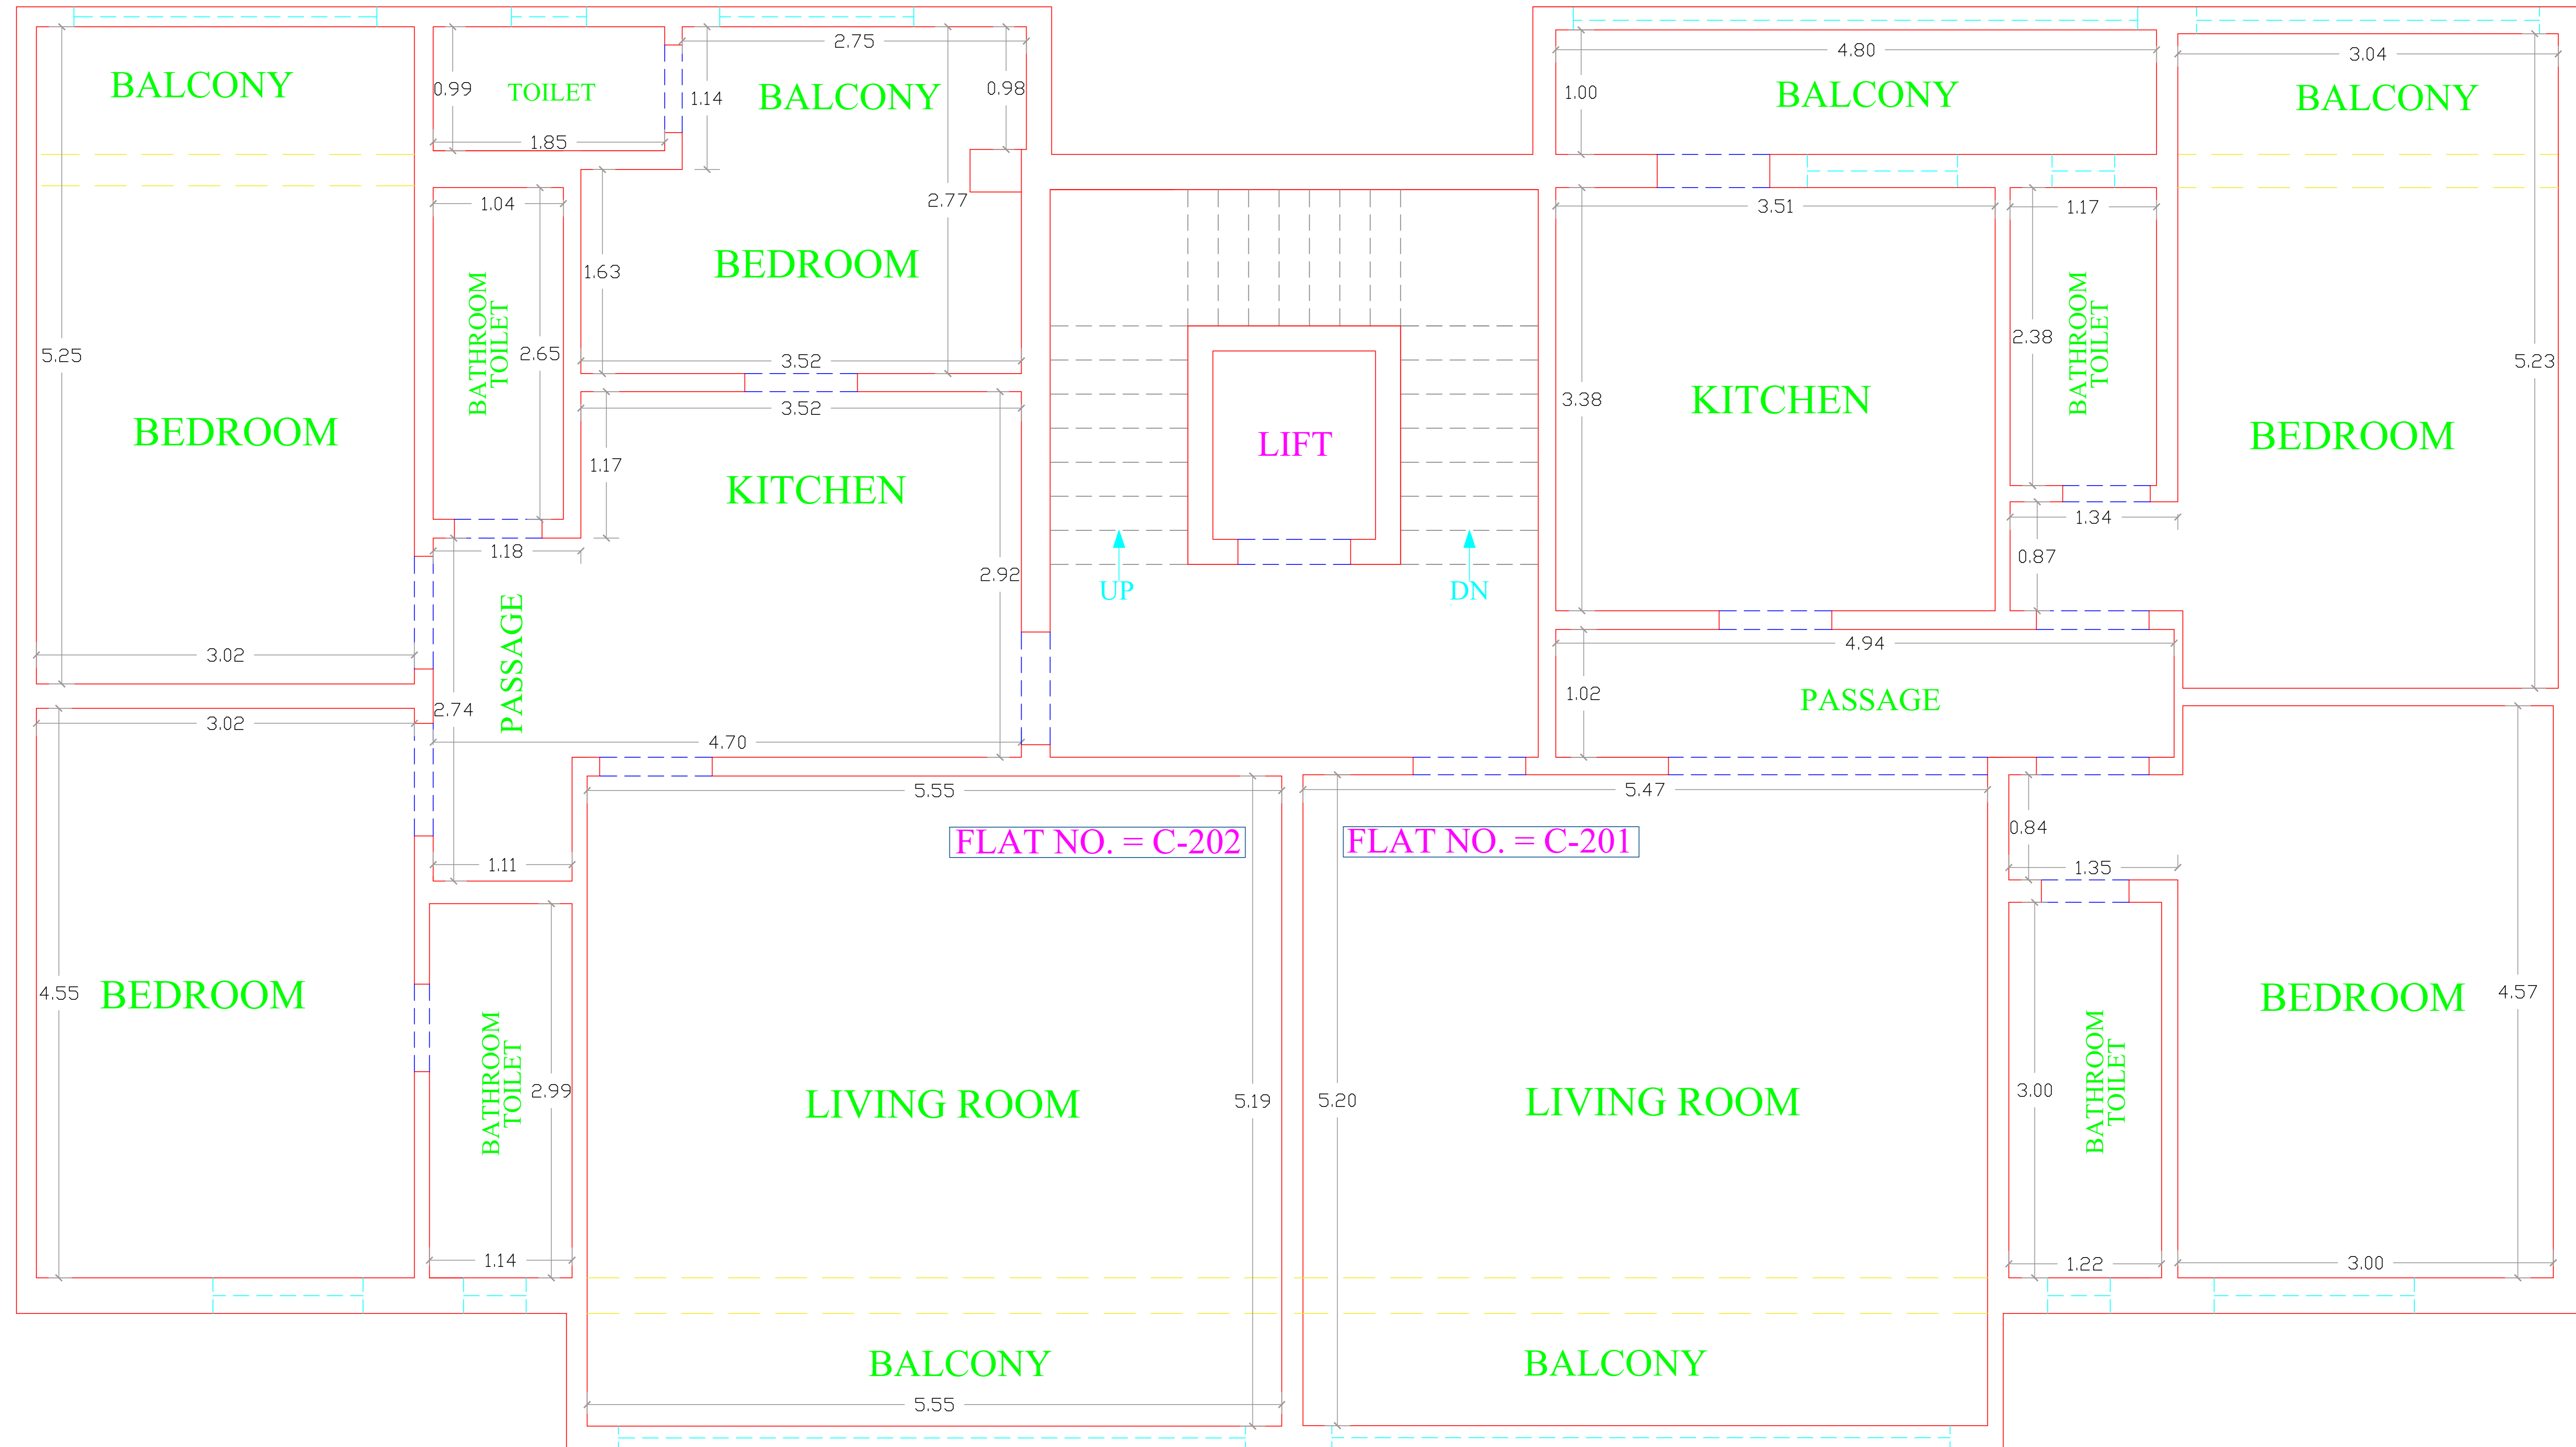 2.75
4.80
3.04
BALCONY
0.99
TOILET
1.14
BALCONY
0.98
1.00
BALCONY
BALCONY
1.85
1.04
2.77
3.51
1.17
1.63
BEDROOM
BATHROOM
TOILET
2.65
5.25
3.52
3.52
BATHROOM
TOILET
2.38
5.23
3.38
KITCHEN
BEDROOM
BEDROOM
LIFT
1.17
KITCHEN
1.34
1.18
0.87
2.92
UP
DN
PASSAGE
3.02
4.94
1.02
PASSAGE
2.74
3.02
4.70
5.55
5.47
FLAT NO. = C-202
FLAT NO. = C-201
0.84
1.11
1.35
4.55
BEDROOM
BEDROOM
4.57
BATHROOM
TOILET
2.99
LIVING ROOM
5.19
5.20
LIVING ROOM
3.00
BATHROOM
TOILET
1.14
1.22
3.00
BALCONY
BALCONY
5.55